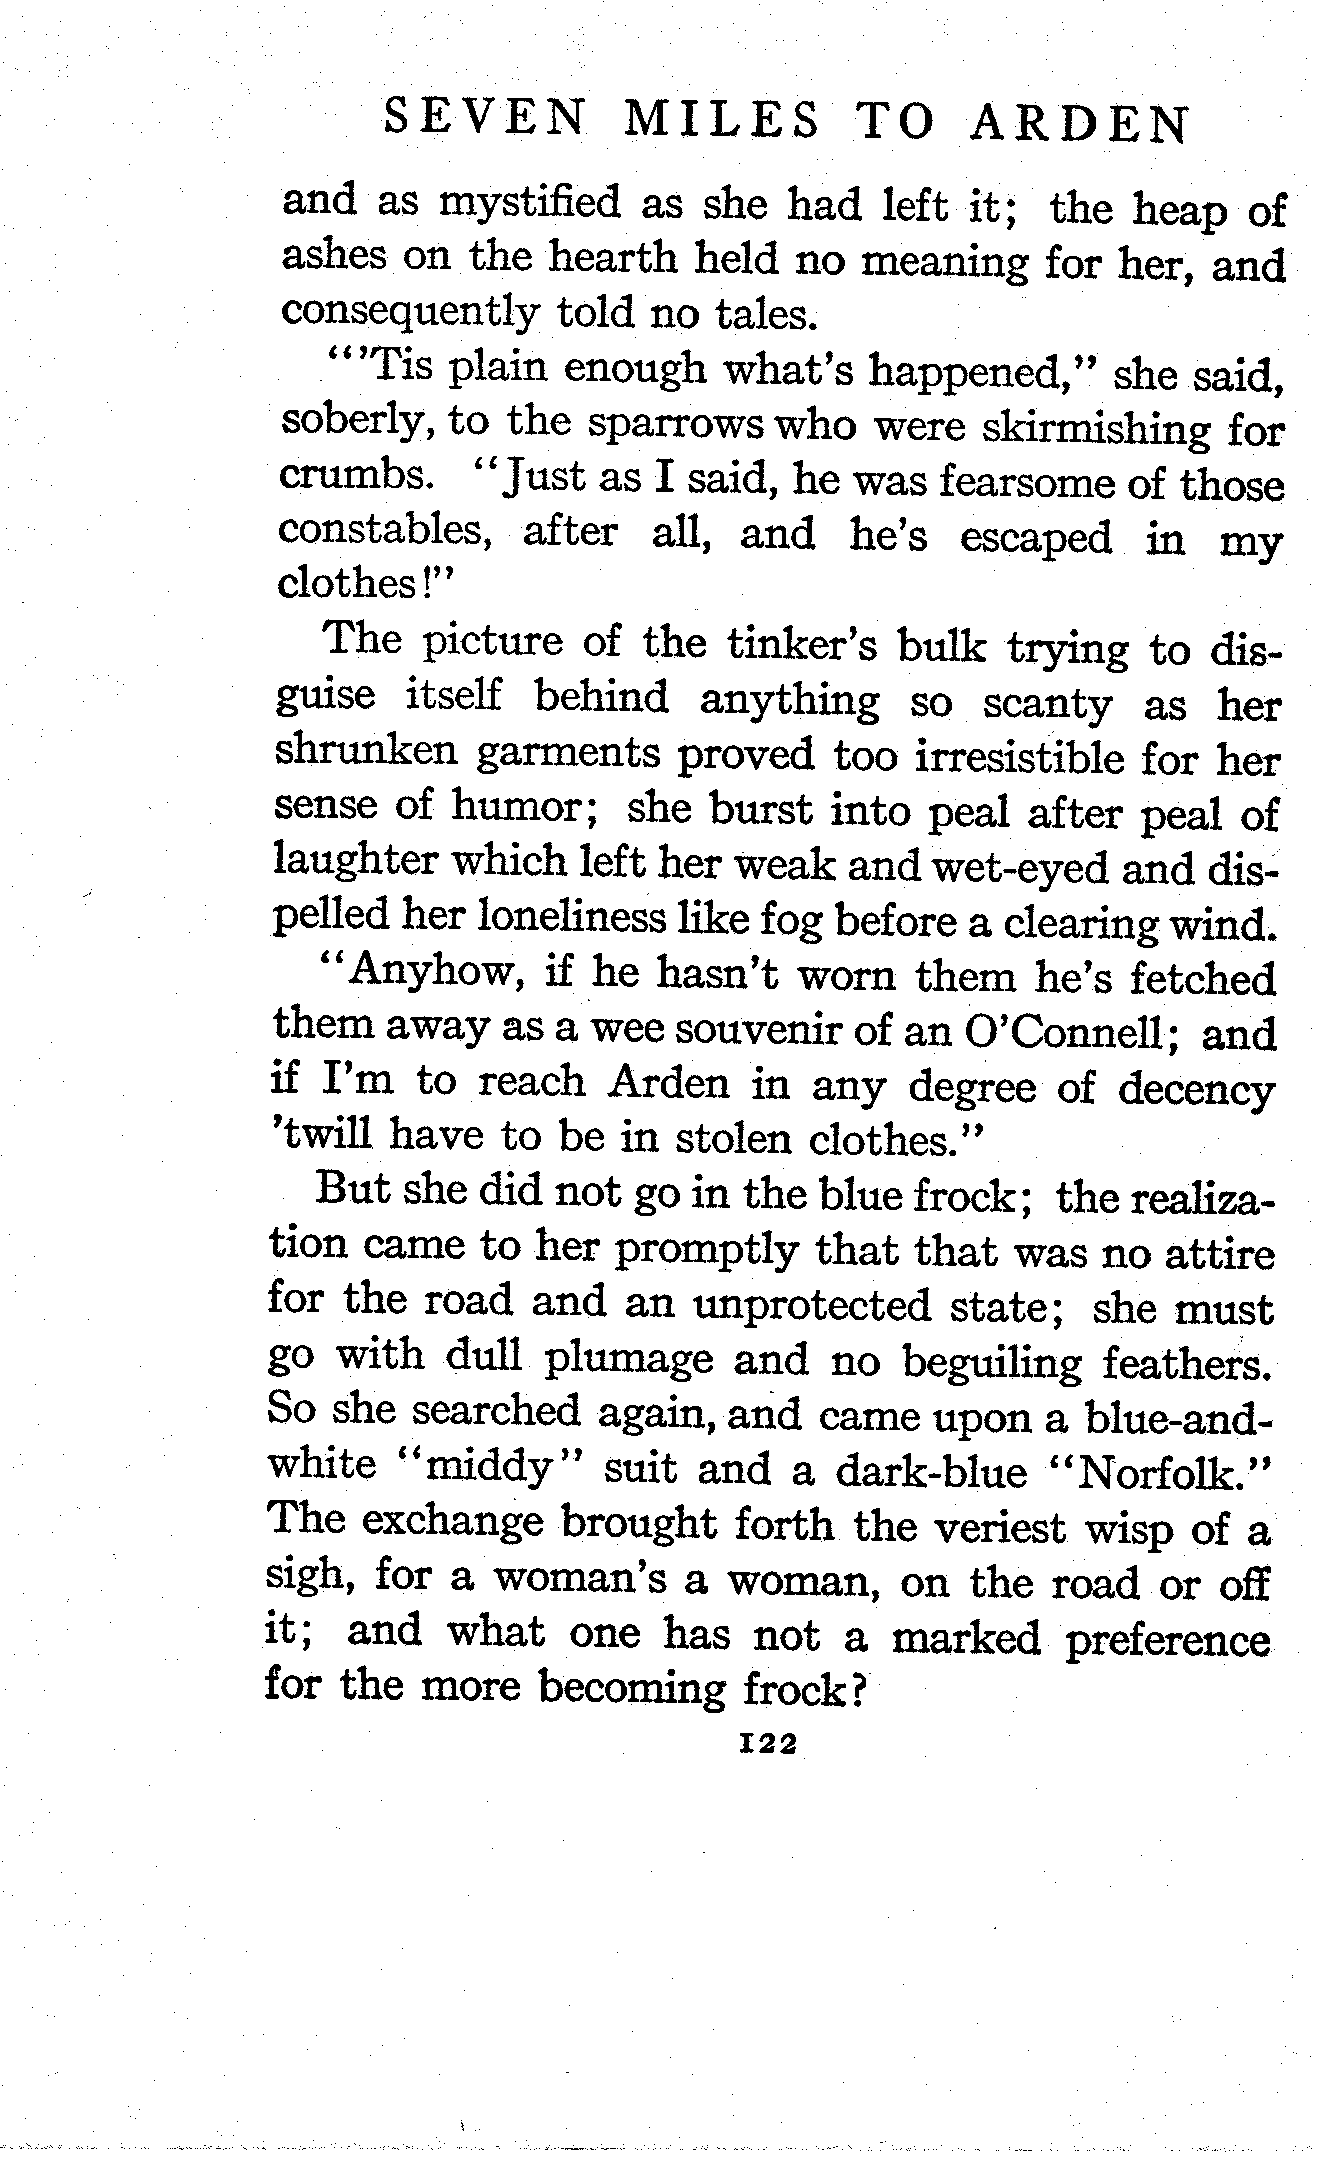 SEVEN MILES TO ARDEN
and as mystified as she had left it; the heap of
ashes on the hearth held no meaning for her, and
consequently told no tales.
“’Tis plain enough what’s happened,” she said,
soberly, to the sparrows who were skirmishing for
crumbs. “Just as I said, he was fearsome of those
constables, after all, and he’s escaped in my
clothes!”
The picture of the tinker’s bulk trying to dis-
guise itself behind anything so scanty as her
shrunken garments proved too irresistible for her
sense of humor; she burst into peal after peal of
laughter which left her weak and wet-eyed and dis-
pelled her loneliness like fog before a clearing wind.
“Anyhow, if he hasn’t worn them he’s fetched
them away as a wee souvenir of an O’Connell; and
if I’m to reach Arden in any degree of decency
’twill have to be in stolen clothes.”
But she did not go in the blue frock; the realiza-
tion came to her promptly that that was no attire
for the road and an unprotected state; she must
go with dull plumage and no beguiling feathers.
So she searched again, and came upon a blue-and-
white “middy” suit and a dark-blue “Norfolk.”
The exchange brought forth the veriest wisp of a
sigh, for a woman’s a woman, on the road or off
it; and what one has not a marked preference
for the more becoming frock?
122